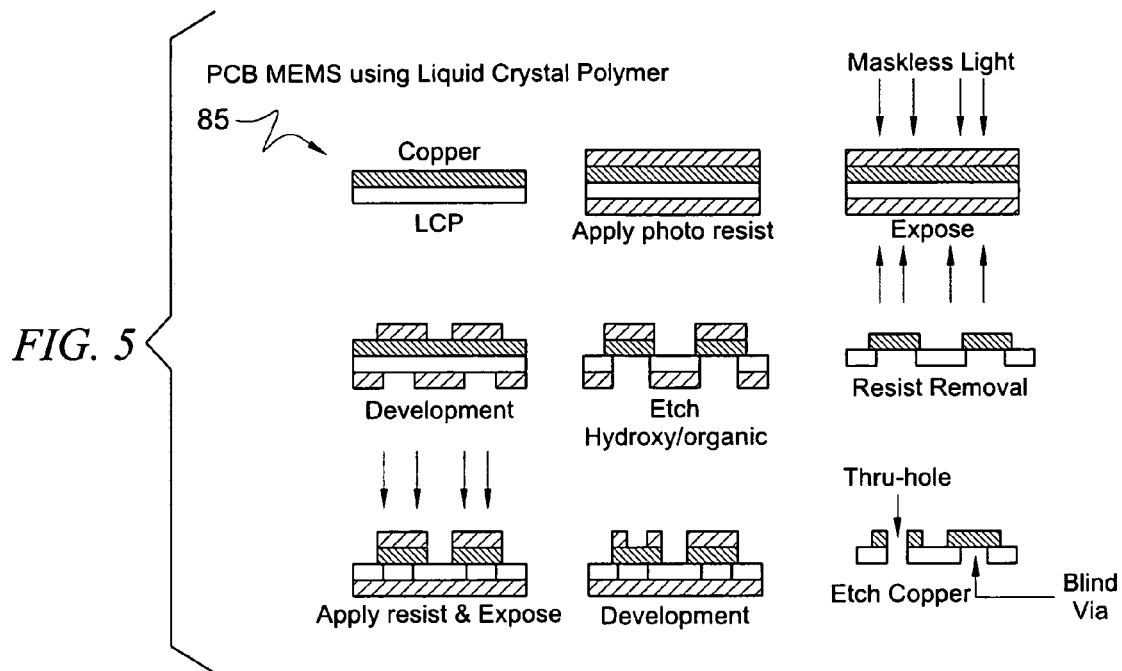 PCB MEMS using Liquid Crystal Polymer
Maskless Light
85
Copper
LCP
Apply photo resist
Expose
FIG. 5
Development
Etch
Hydroxy/organic
Resist Removal
Thru-hole
Apply resist & Expose
Development
Etch Copper
Blind
Via